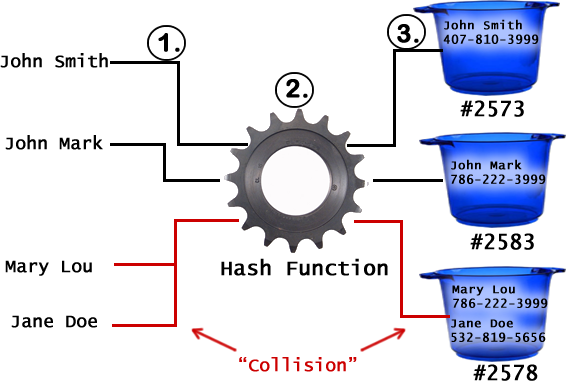 1.
3.
2.
John Smith
John Mark
Mary Lou
Jane Doe
Hash Function
"Collision"
John Smith
407-810-3999
#2573
John Mark
786-222-3999
#2583
Mary Lou
786-222-3999
Jane Doe
532-819-5656
#2578